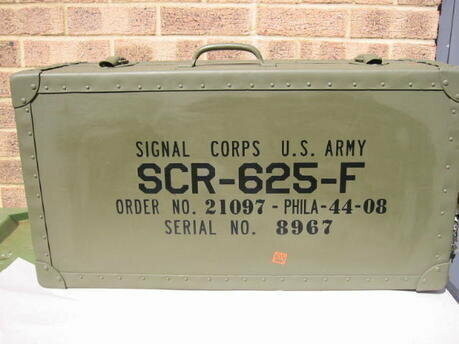 SIGNAL CORPS U.S. ARMY
SCR-625-F
ORDER NO. 21097 - PHILA-44-08
SERIAL NO. 8967